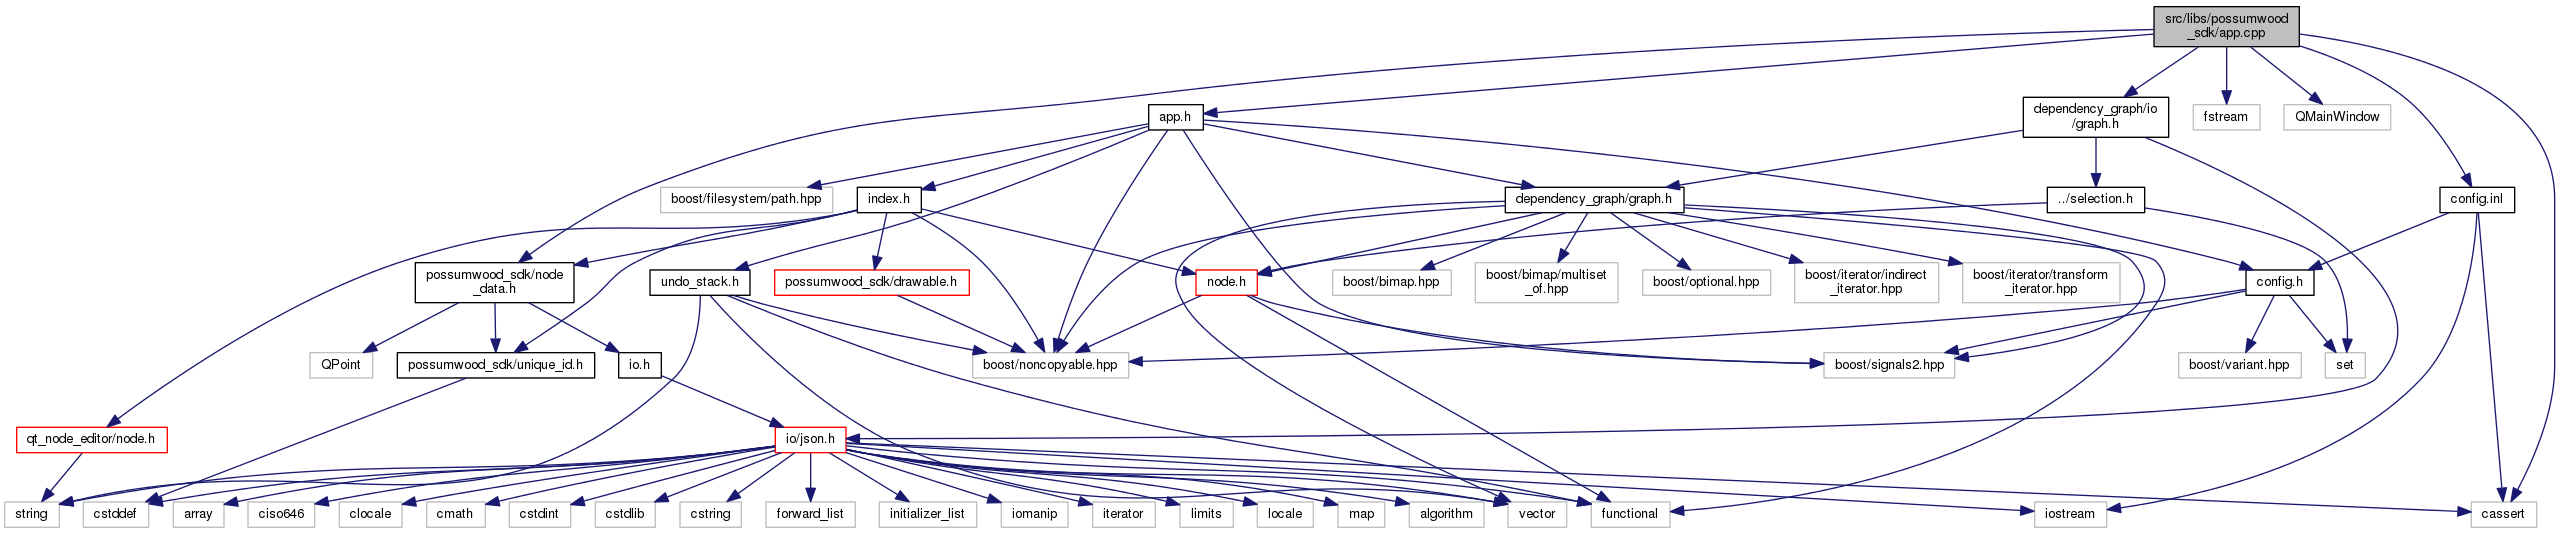 src/libs/possumwood
_sdk/app.cpp
app.h
dependency_graph/io
/graph.h
fstream
QMainWindow
boost/filesystem/path.hpp
index.h
dependency_graph/graph.h
../selection.h
config.inl
possumwood_sdk/node
_data.h
undo_stack.h
possumwood_sdk/drawable.h
node.h
boost/bimap.hpp
boost/bimap/multiset
_of.hpp
boost/optional.hpp
boost/iterator/indirect
_iterator.hpp
boost/iterator/transform
_iterator.hpp
config.h
QPoint
possumwood_sdk/unique_id.h
io.h
boost/noncopyable.hpp
boost/signals2.hpp
boost/variant.hpp
set
qt_node_editor/node.h
io/json.h
string
cstddef
array
ciso646
clocale
cmath
cstdint
cstdlib
cstring
forward_list
initializer_list
iomanip
iterator
limits
locale
map
algorithm
vector
functional
iostream
cassert